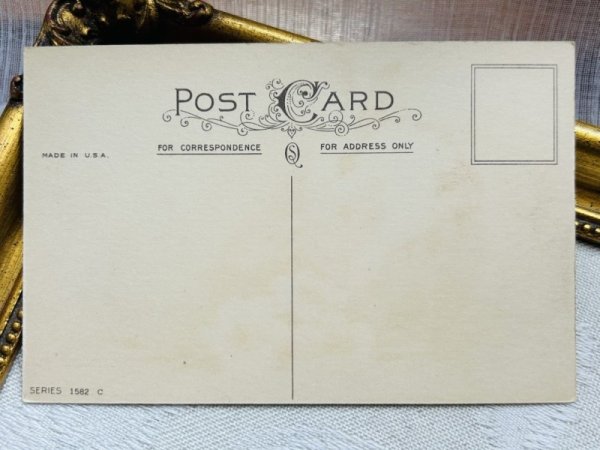 POST CARD
FOR CORRESPONDENCE
FOR ADDRESS ONLY
MADE IN U.S.A.
SERIES 1582 C